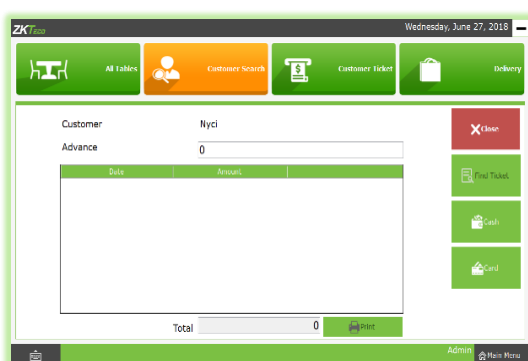 ZKTeco
Wednesday, June 27, 2018
All Tables
Customer Search
Customer Ticket
Delivery
Customer
Nyci
Advance
0
Close
Find Ticket
Cash
Card
Date
Amount
Total
0
Print
Admin
Main Menu